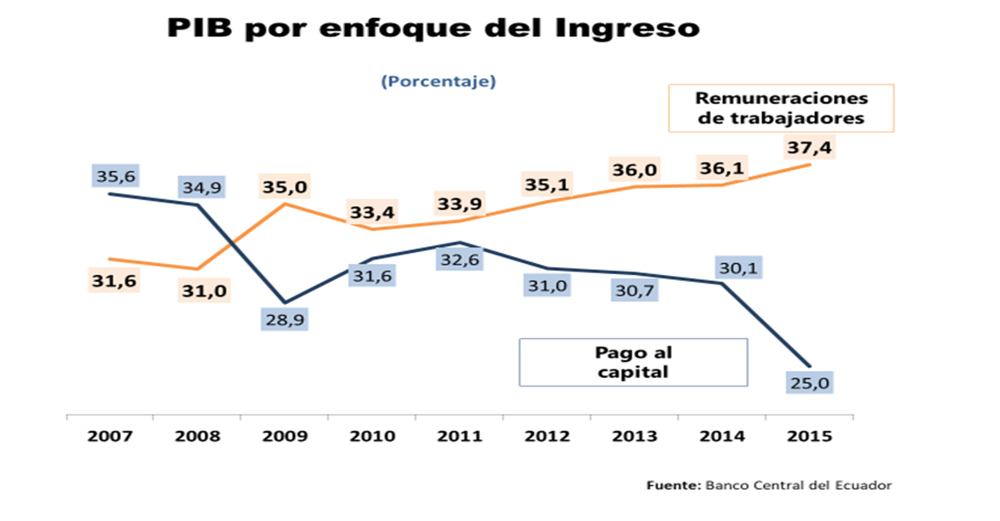 PIB por enfoque del Ingreso
(Porcentaje)
Remuneraciones
de trabajadores
37,4
35,6
34,9
35,0
33,4
33,9
35,1
36,0
36,1
31,6
31,0
28,9
31,6
32,6
31,0
30,7
30,1
25,0
Pago al
capital
2007 2008 2009 2010 2011 2012 2013 2014 2015
Fuente: Banco Central del Ecuador